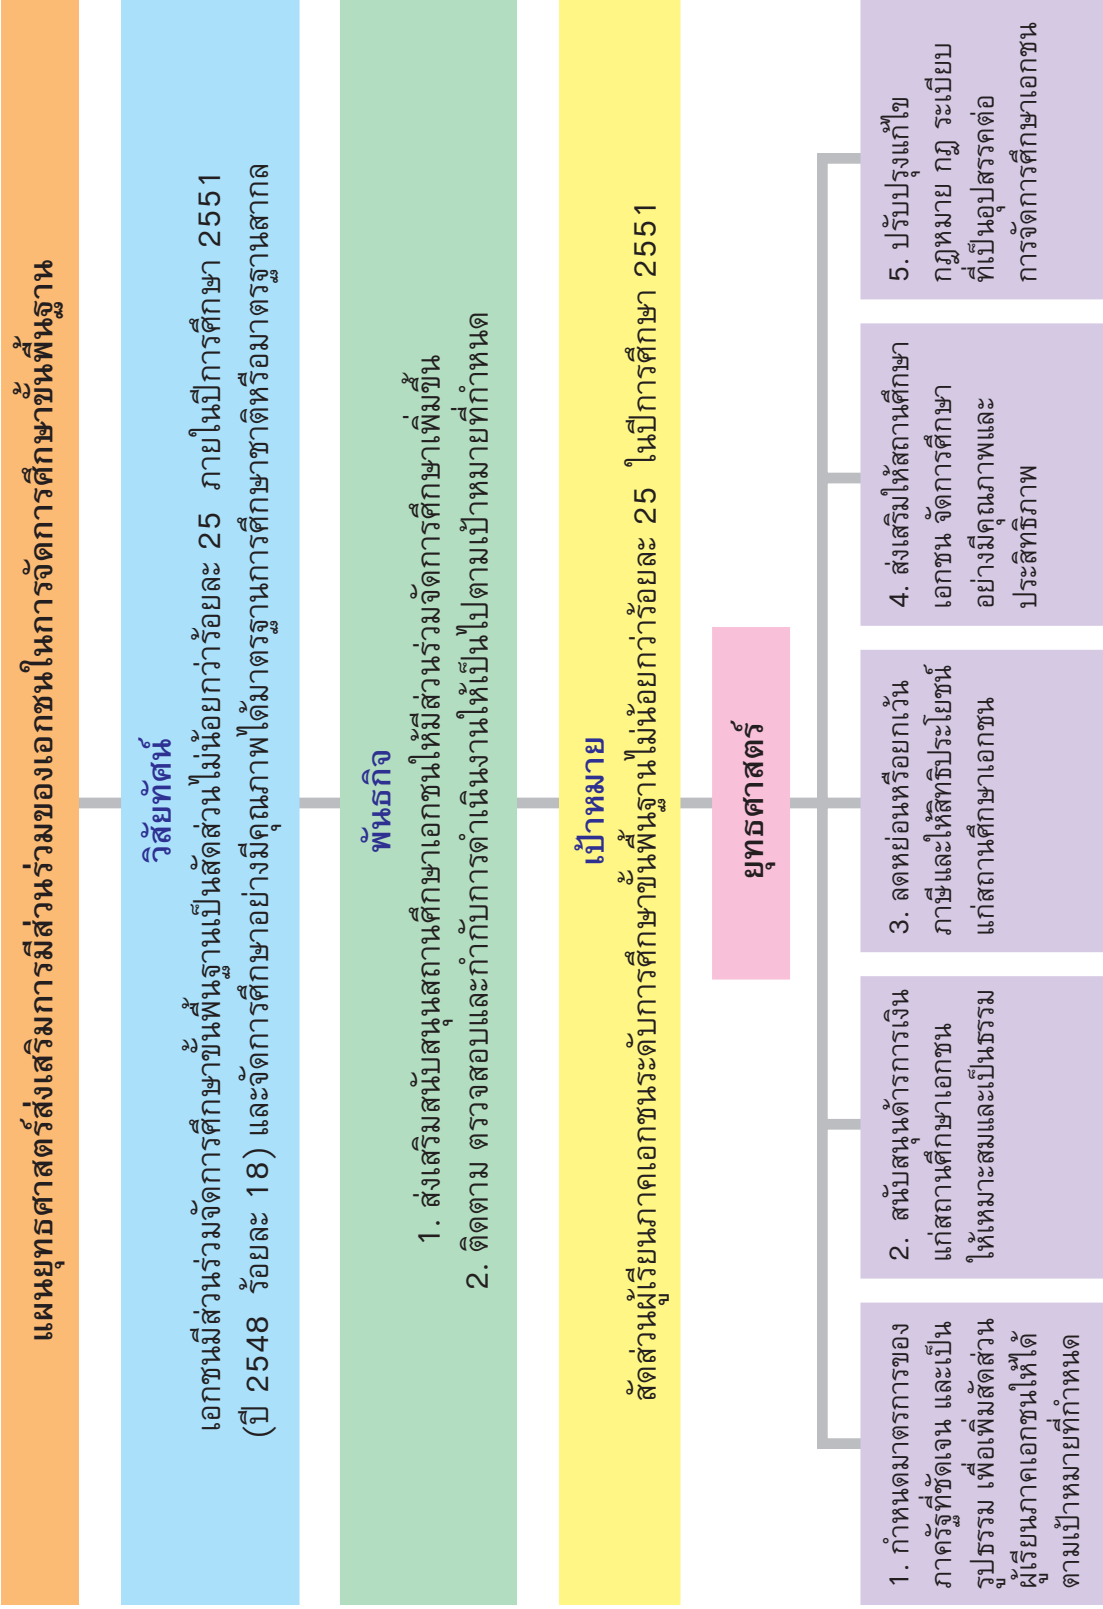 แผนยุทธศาสตร์ส่งเสริมการมีส่วนร่วมของเอกชนในการจัดการศึกษาขั้นพื้นฐาน
วิสัยทัศน์
เอกชนมีส่วนร่วมจัดการศึกษาขั้นพื้นฐานเป็นสัดส่วนไม่น้อยกว่าร้อยละ 25 ภายในปีการศึกษา 2551
(ปี 2548 ร้อยละ 18) และจัดการศึกษาอย่างมีคุณภาพได้มาตรฐานการศึกษาชาติหรือมาตรฐานสากล
พันธกิจ
1. ส่งเสริมสนับสนุนสถานศึกษาเอกชนให้มีส่วนร่วมจัดการศึกษาเพิ่มขึ้น
2. ติดตาม ตรวจสอบและกำกับการดำเนินงานให้เป็นไปตามเป้าหมายที่กำหนด
เป้าหมาย
สัดส่วนผู้เรียนภาคเอกชนระดับการศึกษาขั้นพื้นฐานไม่น้อยกว่าร้อยละ 25 ในปีการศึกษา 2551
ยุทธศาสตร์
1. กำหนดมาตรการของ
ภาครัฐที่ชัดเจน และเป็น
รูปธรรม เพื่อเพิ่มสัดส่วน
ผู้เรียนภาคเอกชนให้ได้
ตามเป้าหมายที่กำหนด
2. สนับสนุนด้ารการเงิน
แก่สถานศึกษาเอกชน
ให้เหมาะสมและเป็นธรรม
3. ลดหย่อนหรือยกเว้น
ภาษีและให้สิทธิประโยชน์
แก่สถานศึกษาเอกชน
4. ส่งเสริมให้สถานศึกษา
เอกชน จัดการศึกษา
อย่างมีคุณภาพและ
ประสิทธิภาพ
5. ปรับปรุงแก้ไข
กฎหมาย กฎ ระเบียบ
ที่เป็นอุปสรรคต่อ
การจัดการศึกษาเอกชน